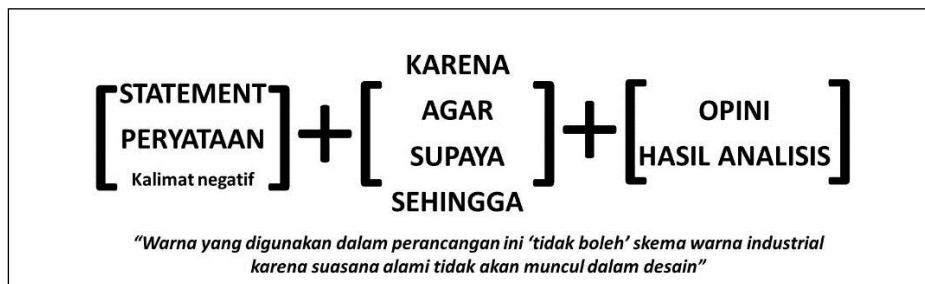 STATEMENT
PERYATAAN
Kalimat negatif
+
KARENA
AGAR
SUPAYA
SEHINGGA
+
OPINI
HASIL ANALISIS
“Warna yang digunakan dalam perancangan ini ‘tidak boleh’ skema warna industrial
karena suasana alami tidak akan muncul dalam desain”